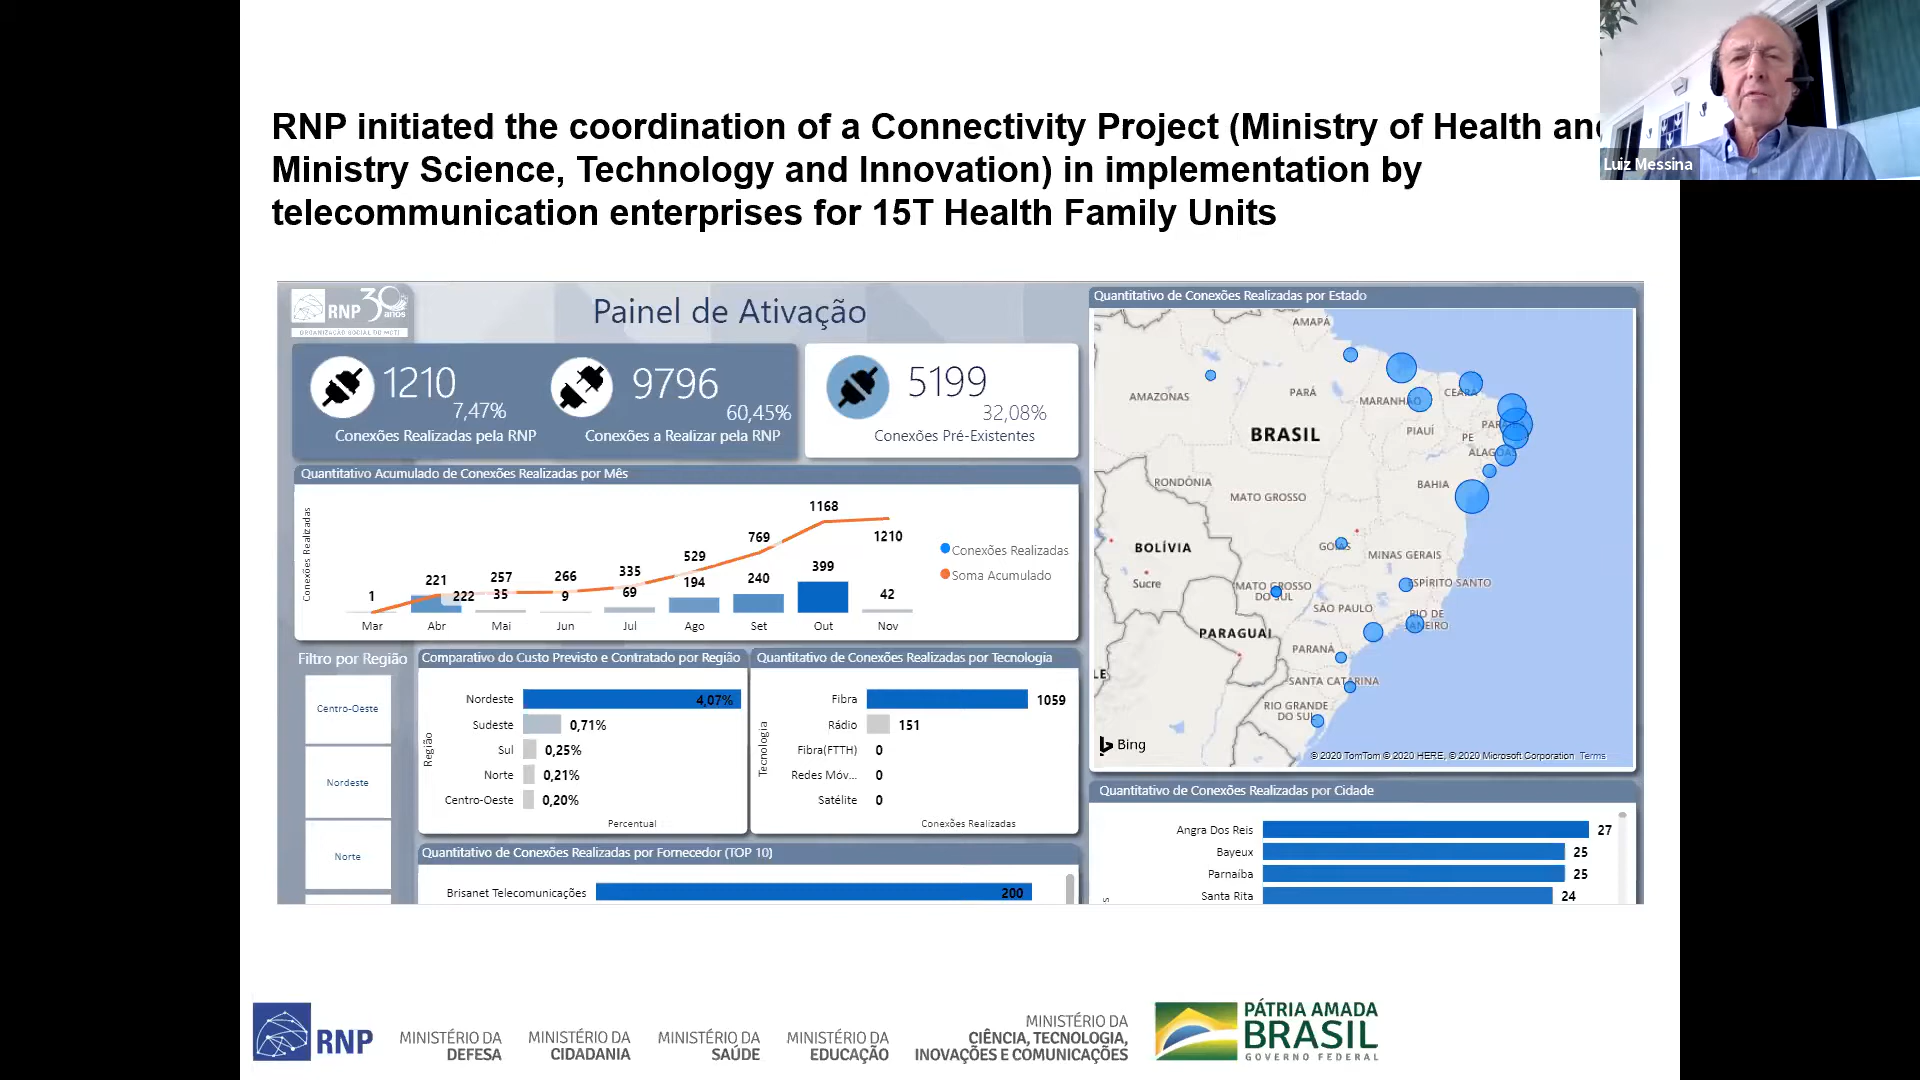 RNP initiated the coordination of a Connectivity Project (Ministry of Health and
Ministry Science, Technology and Innovation) in implementation by
telecommunication enterprises for 15T Health Family Units
Luiz Messina
RNP 30 anos
ORGANIZAÇÃO SOCIAL DO MCTI
Painel de Ativação
1210
7,47%
Conexões Realizadas pela RNP
9796
60,45%
Conexões a Realizar pela RNP
5199
32,08%
Conexões Pré-Existentes
Quantitativo Acumulado de Conexões Realizadas por Mês
Conexões Realizadas
1 221 257 266 335 529 769 1168 1210
222 35 9 69 194 240 399 42
Mar Abr Mai Jun Jul Ago Set Out Nov
Conexões Realizadas
Soma Acumulado
Filtro por Região
Centro-Oeste
Nordeste
Norte
Comparativo do Custo Previsto e Contratado por Região
Região
Nordeste 4,07%
Sudeste 0,71%
Sul 0,25%
Norte 0,21%
Centro-Oeste 0,20%
Percentual
Quantitativo de Conexões Realizadas por Tecnologia
Tecnologia
Fibra 1059
Rádio 151
Fibra(FTTH) 0
Redes Móv... 0
Satélite 0
Conexões Realizadas
Quantitativo de Conexões Realizadas por Fornecedor (TOP 10)
Brisanet Telecomunicações 200
Quantitativo de Conexões Realizadas por Estado
AMAPÁ
AMAZONAS
PARÁ
MARANHÃO
CEARÁ
PIAUÍ
PE
ALAGOAS
BRASIL
RONDÔNIA
MATO GROSSO
BAHIA
BOLÍVIA
Sucre
GOIÁS
MINAS GERAIS
MATO GROSSO
DO SUL
ESPÍRITO SANTO
SÃO PAULO
RIO DE
JANEIRO
PARAGUAI
PARANÁ
SANTA CATARINA
RIO GRANDE
DO SUL
Bing
© 2020 TomTom © 2020 HERE, © 2020 Microsoft Corporation Terms
Quantitativo de Conexões Realizadas por Cidade
Angra Dos Reis 27
Bayeux 25
Parnaíba 25
Santa Rita 24
RNP
MINISTÉRIO DA
DEFESA
MINISTÉRIO DA
CIDADANIA
MINISTÉRIO DA
SAÚDE
MINISTÉRIO DA
EDUCAÇÃO
MINISTÉRIO DA
CIÊNCIA, TECNOLOGIA,
INOVAÇÕES E COMUNICAÇÕES
PÁTRIA AMADA
BRASIL
GOVERNO FEDERAL